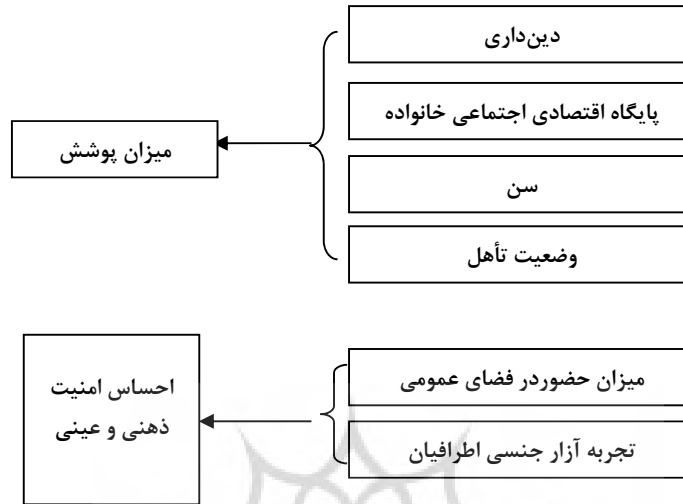 دین‌داری
پایگاه اقتصادی اجتماعی خانواده
میزان پوشش
سن
وضعیت تأهل
میزان حضوردر فضای عمومی
احساس امنیت
ذهنی و عینی
تجربه آزار جنسی اطرافیان